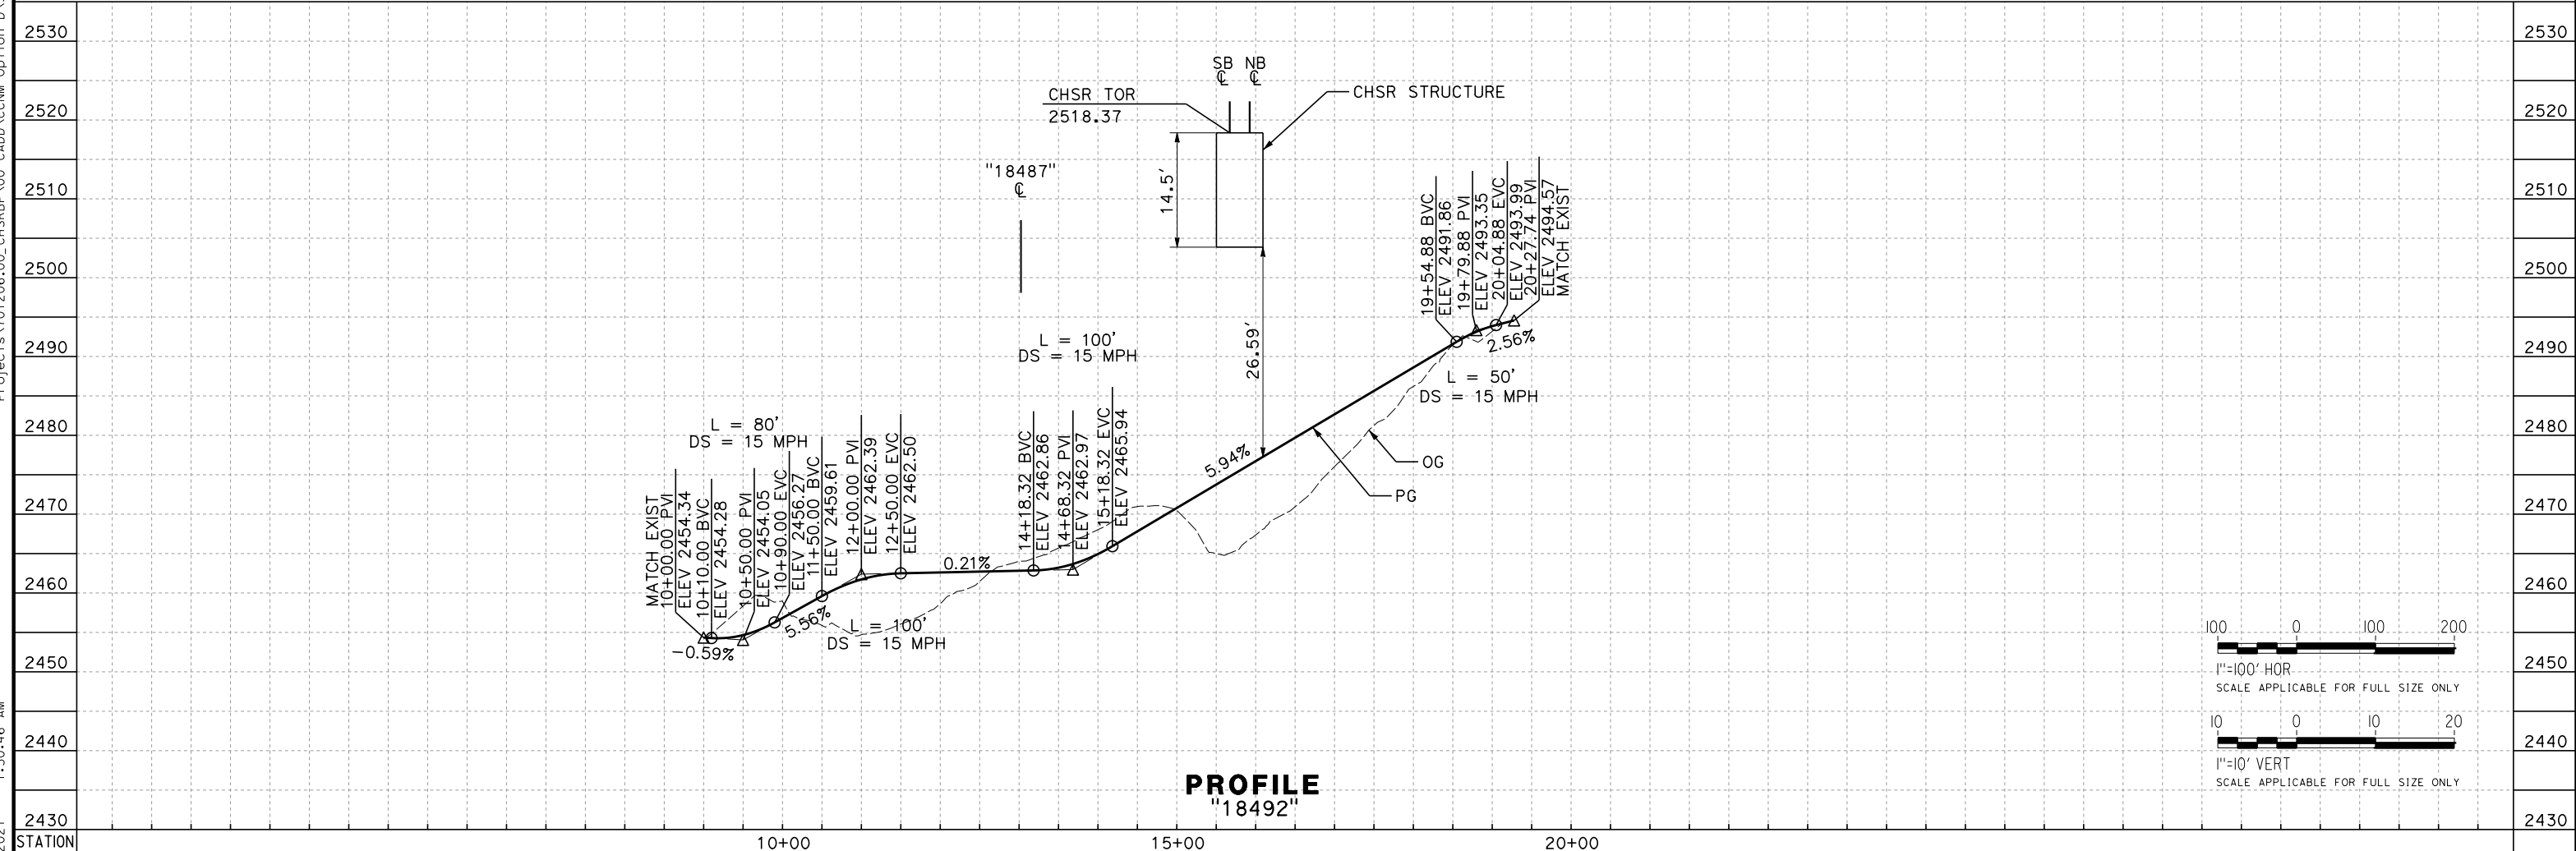 2530
2520
2510
2500
2490
2480
2470
2460
2450
2440
2430
STATION
10+00
15+00
20+00
2530
2520
2510
2500
2490
2480
2470
2460
2450
2440
2430
SB NB
CHSR TOR
2518.37
CHSR STRUCTURE
14.5'
26.59'
"18487"
L = 80'
DS = 15 MPH
MATCH EXIST
10+00.00 PVI
ELEV 2454.34
10+10.00 BVC
ELEV 2454.28
10+50.00 PVI
ELEV 2454.05
10+90.00 EVC
ELEV 2456.27
11+50.00 BVC
ELEV 2459.61
12+00.00 PVI
ELEV 2462.39
12+50.00 EVC
ELEV 2462.50
-0.59%
5.56%
L = 100'
DS = 15 MPH
0.21%
L = 100'
DS = 15 MPH
14+18.32 BVC
ELEV 2462.86
14+68.32 PVI
ELEV 2462.97
15+18.32 EVC
ELEV 2465.94
5.94%
OG
PG
19+54.88 BVC
ELEV 2491.86
19+79.88 PVI
ELEV 2493.35
20+04.88 EVC
ELEV 2493.99
20+27.74 PVI
ELEV 2494.57
MATCH EXIST
2.56%
L = 50'
DS = 15 MPH
100 0 100 200
1"=100' HOR
SCALE APPLICABLE FOR FULL SIZE ONLY
10 0 10 20
1"=10' VERT
SCALE APPLICABLE FOR FULL SIZE ONLY
PROFILE
"18492"